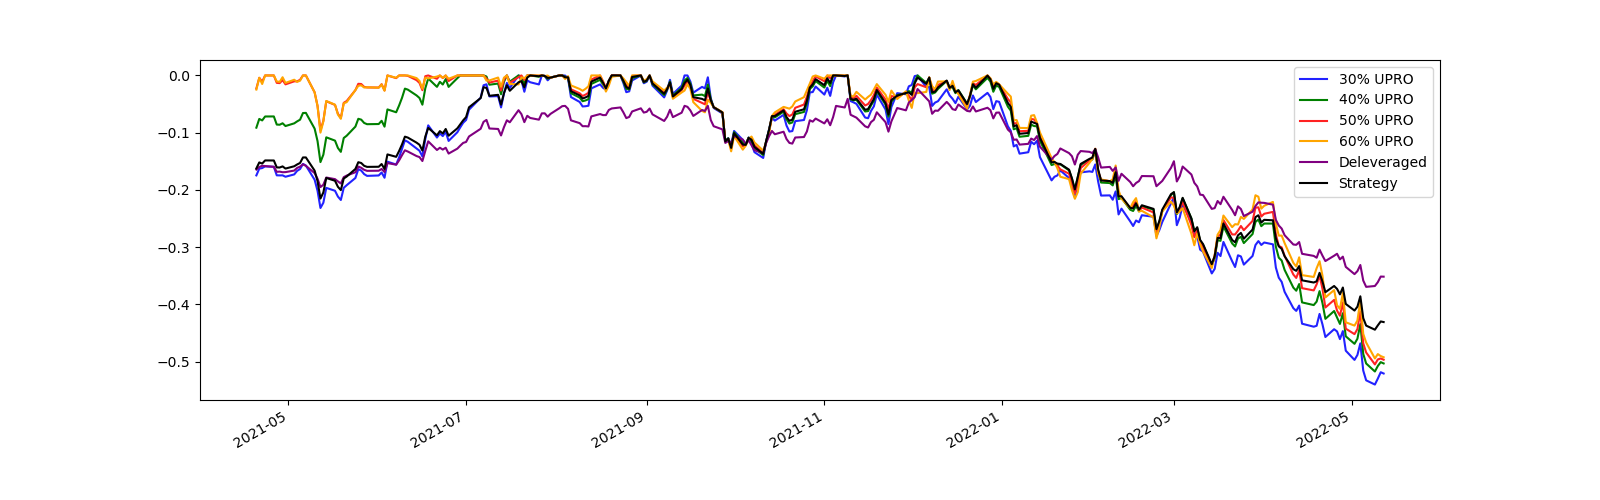 0.0
−0.1
−0.2
−0.3
−0.4
−0.5
2021-05
2021-07
2021-09
2021-11
2022-01
2022-03
2022-05
30% UPRO
40% UPRO
50% UPRO
60% UPRO
Deleveraged
Strategy